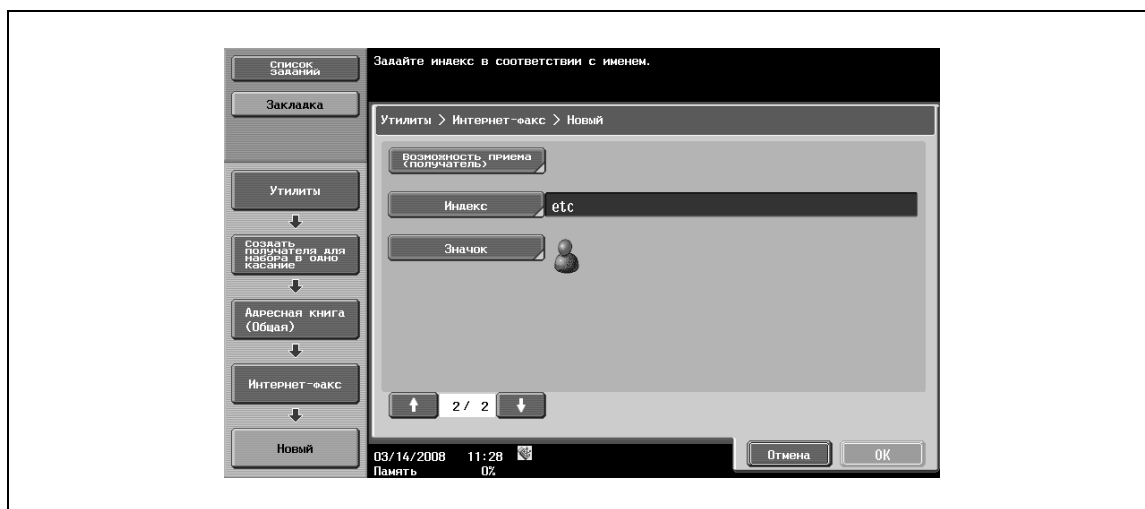 Список
заданий
Закладка
Утилиты
Создать
получателя для
набора в одно
касание
Адресная книга
(Общая)
Интернет-факс
Новый
Задайте индекс в соответствии с именем.
Утилиты > Интернет-факс > Новый
Возможность приема
(получатель)
Индекс etc
Значок
2/ 2
03/14/2008 11:28
Память 0%
Отмена OK